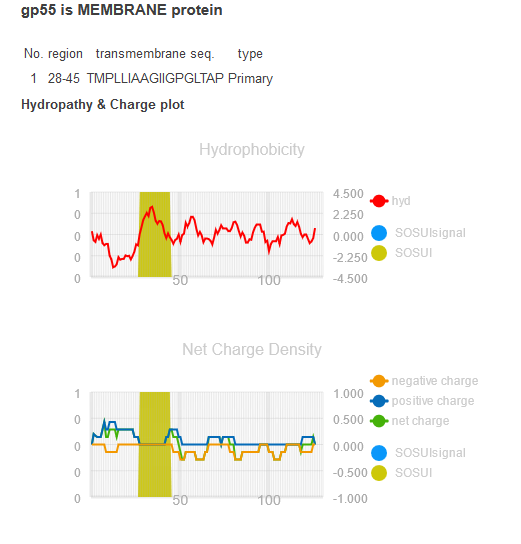 gp55 is MEMBRANE protein
No. region transmembrane seq. type
1 28-45 TMPLLIAAGIIGPGLTAP Primary
Hydropathy & Charge plot
Hydrophobicity
1 4.500 hyd
0 2.250
0 0.000 SOSUIsignal
0 -2.250 SOSUI
0 -4.500
50 100
Net Charge Density
1 1.000 negative charge
positive charge
0 0.500 net charge
0 0.000 SOSUIsignal
0 -0.500 SOSUI
0 -1.000
50 100